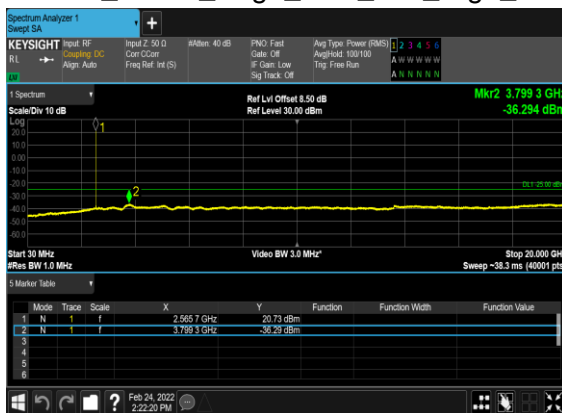 Spectrum Analyzer 1
Swept SA
KEYSIGHT Input: RF Input Z: 50 Ω #Atten: 40 dB PNO: Fast Avg Type: Power (RMS) 1 2 3 4 5 6
RL Coupling: DC Corr CCorr Gate: Off Avg|Hold: 100/100 A W W W W W
Align: Auto Freq Ref: Int (S) IF Gain: Low Trig: Free Run
LXI Sig Track: Off A N N N N N
1 Spectrum Ref Lvl Offset 8.50 dB Mkr2 3.799 3 GHz
Scale/Div 10 dB Ref Level 30.00 dBm -36.294 dBm
Log
20.0
10.0
0.00
-10.0
-20.0
-30.0
-40.0
-50.0
-60.0
1
2
DL1 -25.00 dBm
Start 30 MHz Video BW 3.0 MHz* Stop 20.000 GH
#Res BW 1.0 MHz Sweep ~38.3 ms (40001 pts
5 Marker Table
Mode Trace Scale X Y Function Function Width Function Value
1 N 1 f 2.565 7 GHz 20.73 dBm
2 N 1 f 3.799 3 GHz -36.29 dBm
3
4
5
6
? Feb 24, 2022
2:22:20 PM